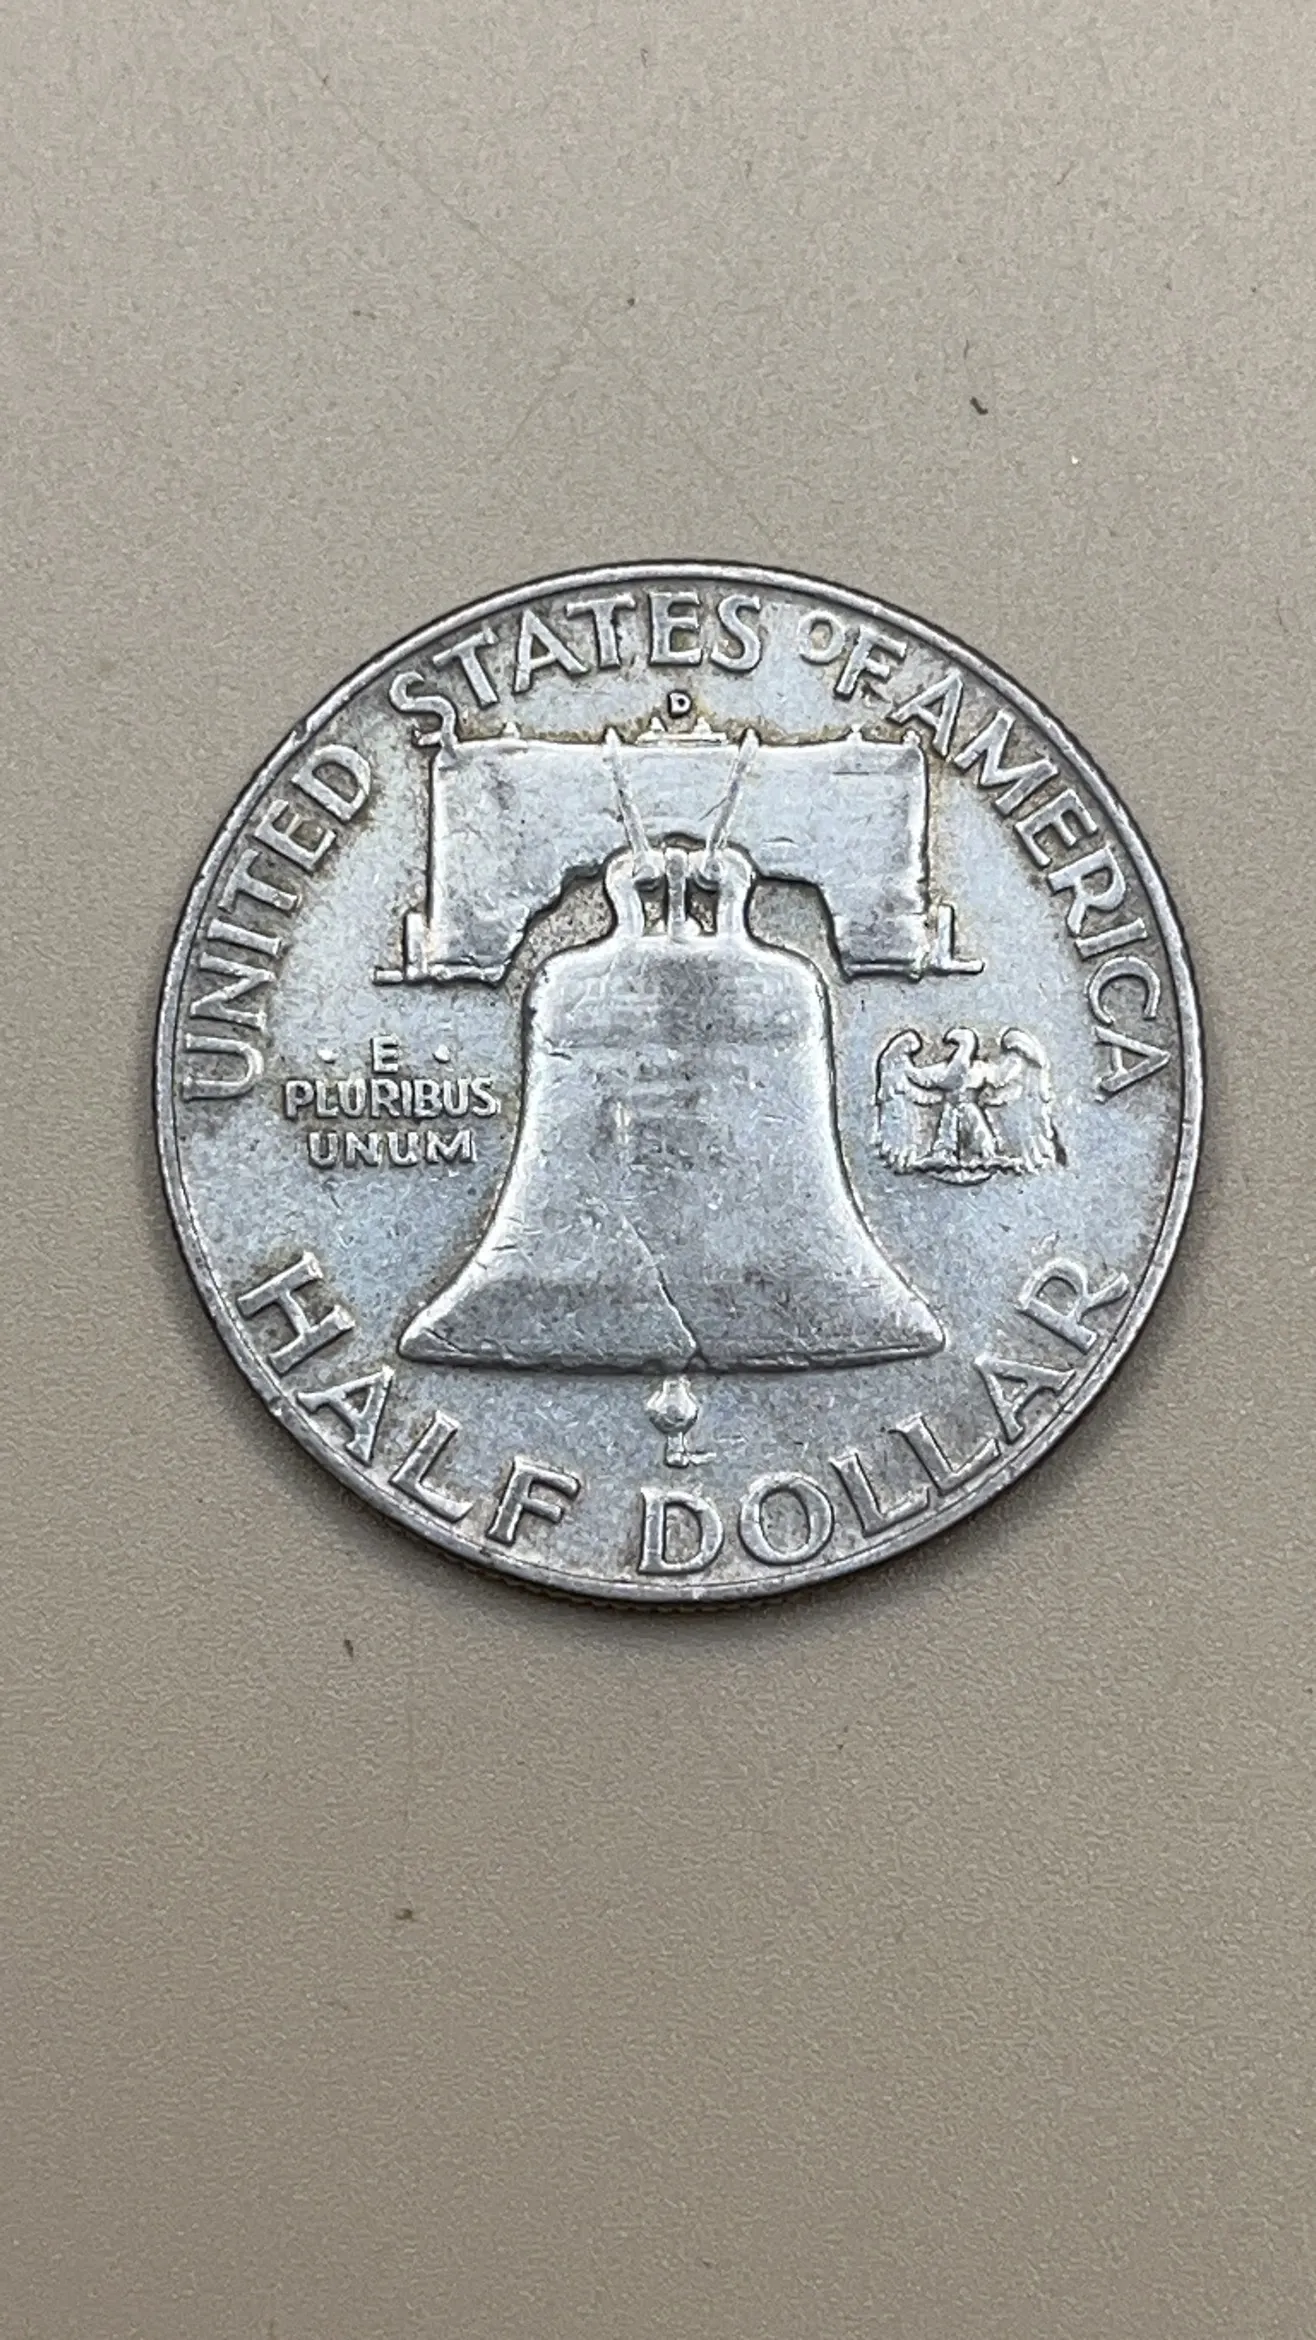 UNITED STATES OF AMERICA
D
· E ·
PLURIBUS
UNUM
HALF DOLLAR